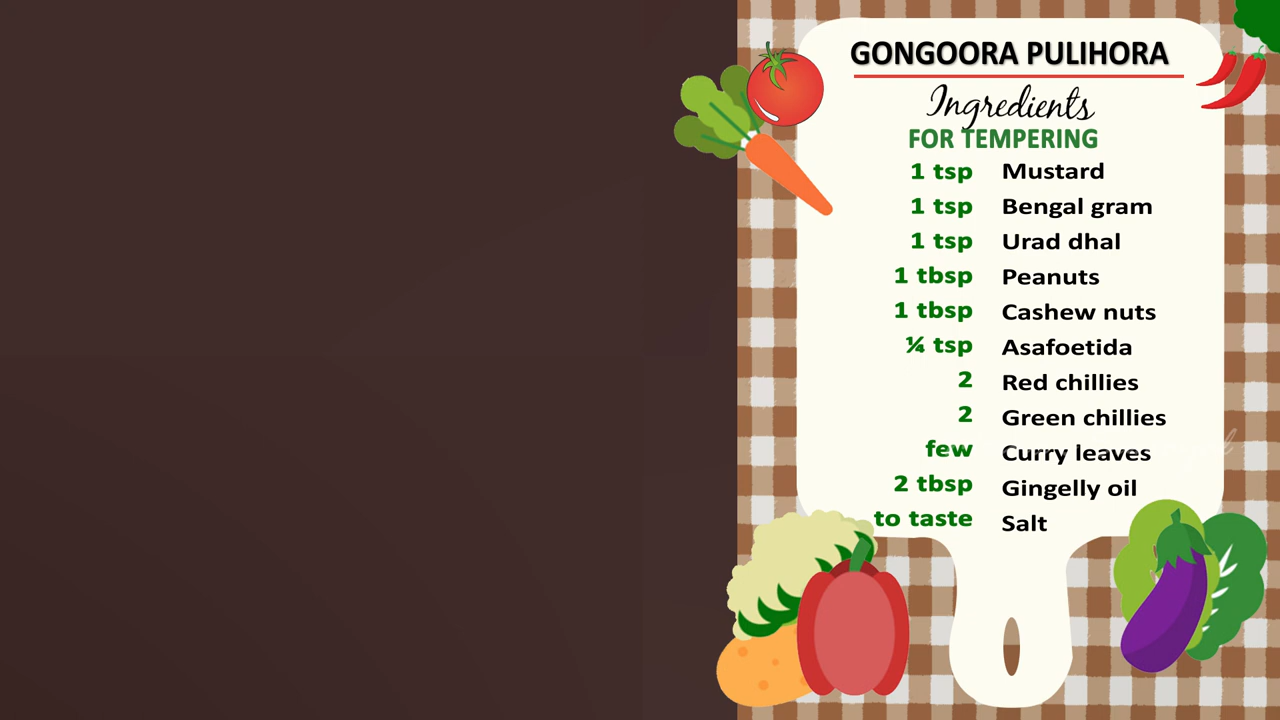 GONGOORA PULIHORA
Ingredients
FOR TEMPERING
1 tsp Mustard
1 tsp Bengal gram
1 tsp Urad dhal
1 tbsp Peanuts
1 tbsp Cashew nuts
¼ tsp Asafoetida
2 Red chillies
2 Green chillies
few Curry leaves
2 tbsp Gingelly oil
to taste Salt